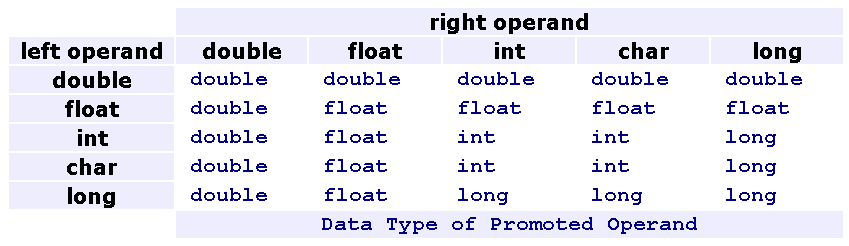 right operand
left operand double float int char long
double double double double double double
float double float float float float
int double float int int long
char double float int int long
long double float long long long
Data Type of Promoted Operand